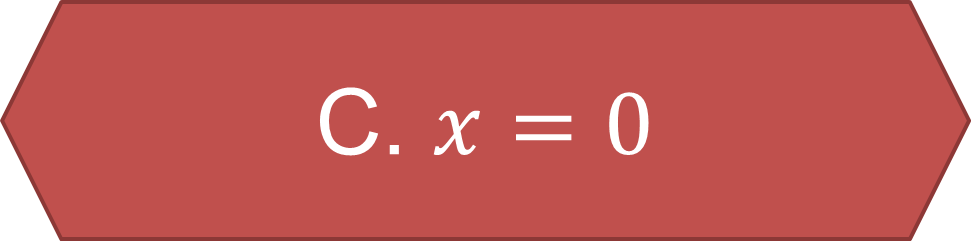 C. x = 0